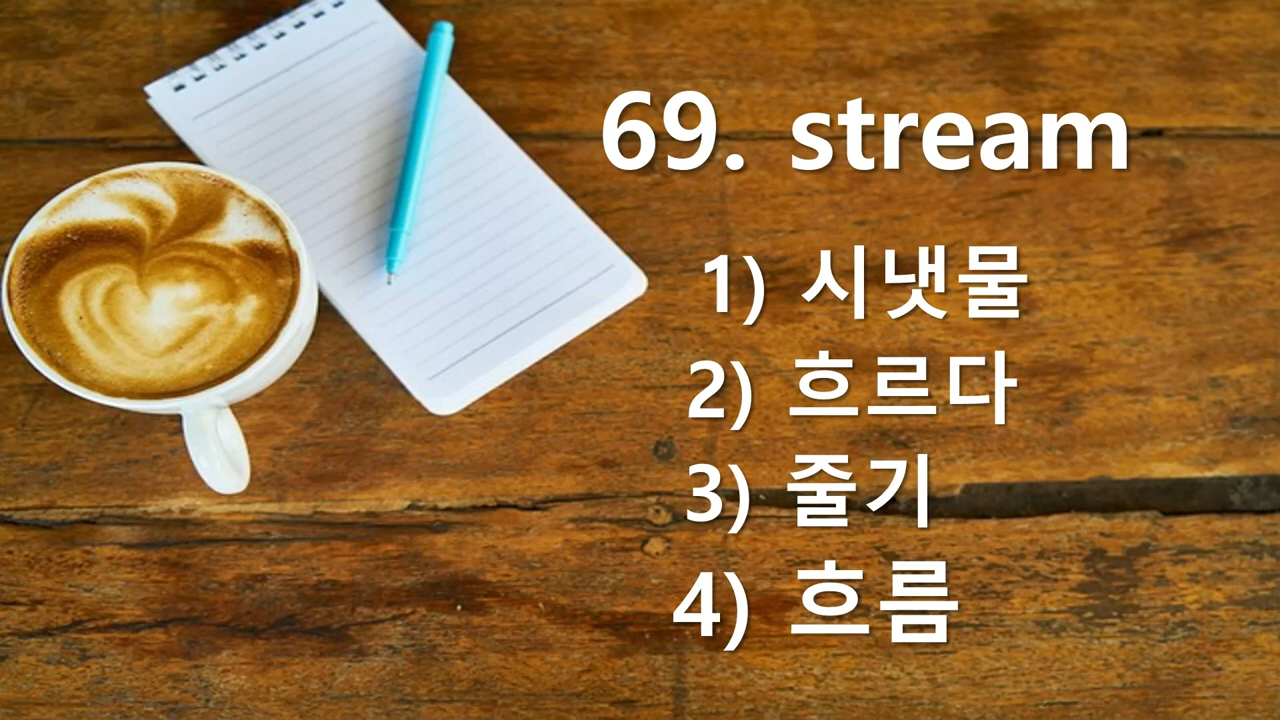 69. stream
1) 시냇물
2) 흐르다
3) 줄기
4) 흐름